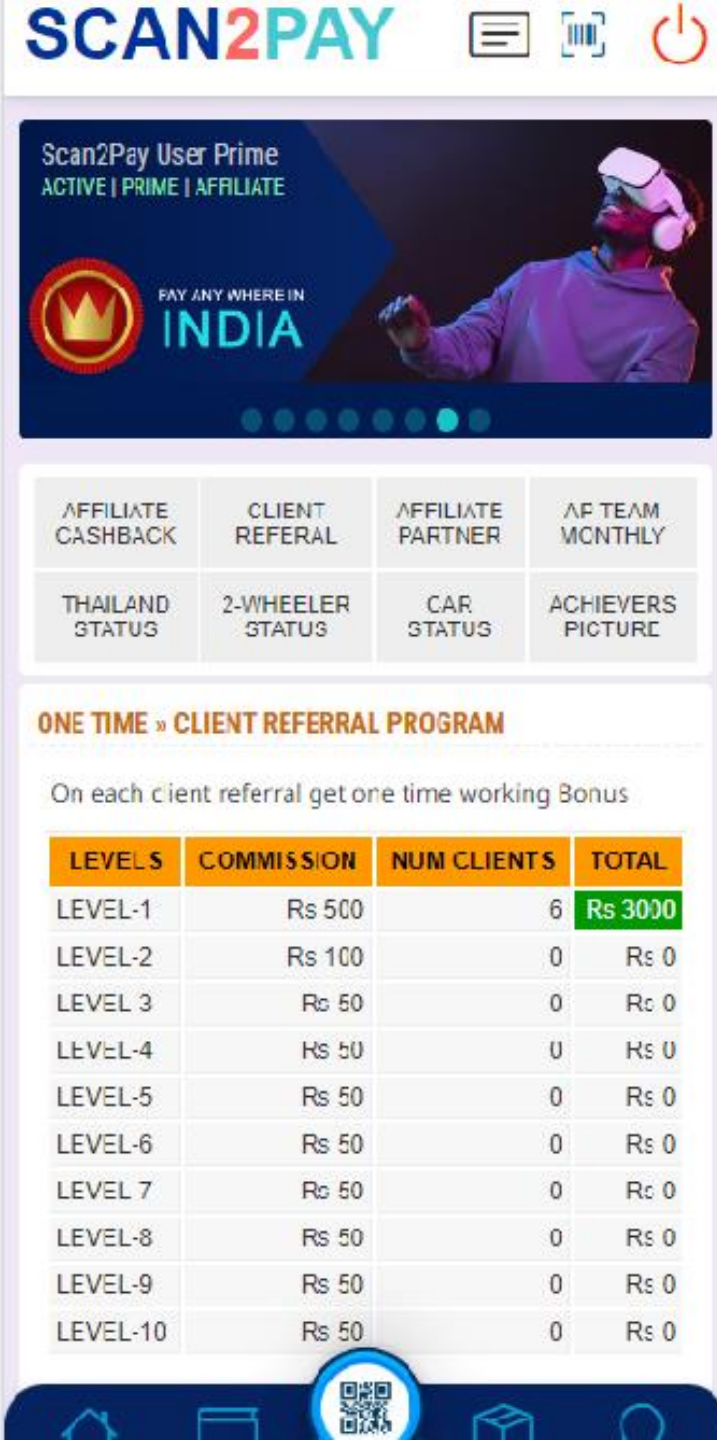 SCAN2PAY
Scan2Pay User Prime
ACTIVE | PRIME | AFFILIATE
PAY ANY WHERE IN
INDIA
AFFILIATE CASHBACK
CLIENT REFERAL
AFFILIATE PARTNER
AP TEAM MONTHLY
THAILAND STATUS
2-WHEELER STATUS
CAR STATUS
ACHIEVERS PICTURE
ONE TIME » CLIENT REFERRAL PROGRAM
On each client referral get one time working Bonus
LEVELS COMMISSION NUM CLIENTS TOTAL
LEVEL-1 Rs 500 6 Rs 3000
LEVEL-2 Rs 100 0 Rs 0
LEVEL-3 Rs 50 0 Rs 0
LEVEL-4 Rs 50 0 Rs 0
LEVEL-5 Rs 50 0 Rs 0
LEVEL-6 Rs 50 0 Rs 0
LEVEL-7 Rs 50 0 Rs 0
LEVEL-8 Rs 50 0 Rs 0
LEVEL-9 Rs 50 0 Rs 0
LEVEL-10 Rs 50 0 Rs 0